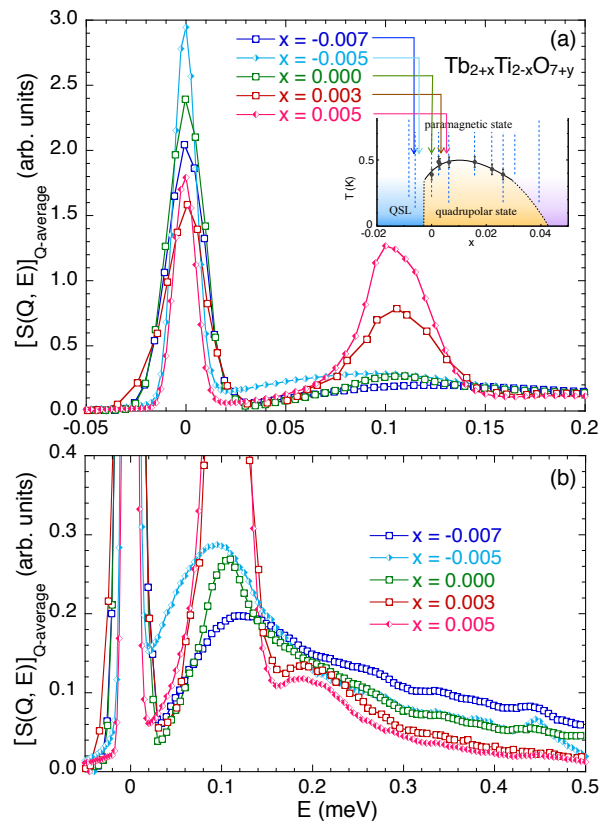 (a)
x = -0.007
x = -0.005
x = 0.000
x = 0.003
x = 0.005
Tb2+xTi2-xO7+y
paramagnetic state
QSL
quadrupolar state
T (K)
0.5
0
-0.02
0
0.02
0.04
x
[S(Q, E)]Q-average (arb. units)
3.0
2.5
2.0
1.5
1.0
0.5
0.0
-0.05
0
0.05
0.1
0.15
0.2
(b)
x = -0.007
x = -0.005
x = 0.000
x = 0.003
x = 0.005
[S(Q, E)]Q-average (arb. units)
0.4
0.3
0.2
0.1
0.0
0
0.1
0.2
0.3
0.4
0.5
E (meV)